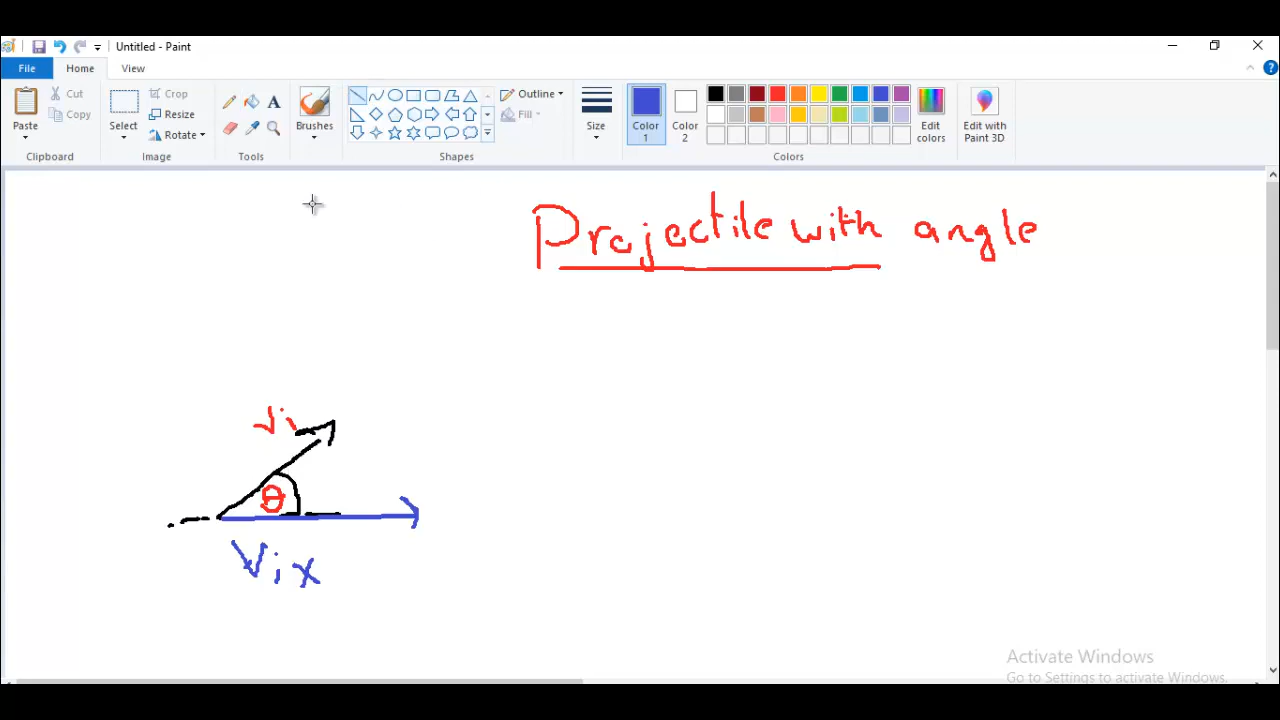 Untitled - Paint
File Home View
Cut
Copy
Paste
Clipboard
Crop
Resize
Rotate
Select
Image
Tools
Brushes
Outline
Fill
Shapes
Size
Color 1
Color 2
Edit colors
Colors
Edit with Paint 3D
Projectile with angle
Vi
θ
Vix
Activate Windows
Go to Settings to activate Windows.